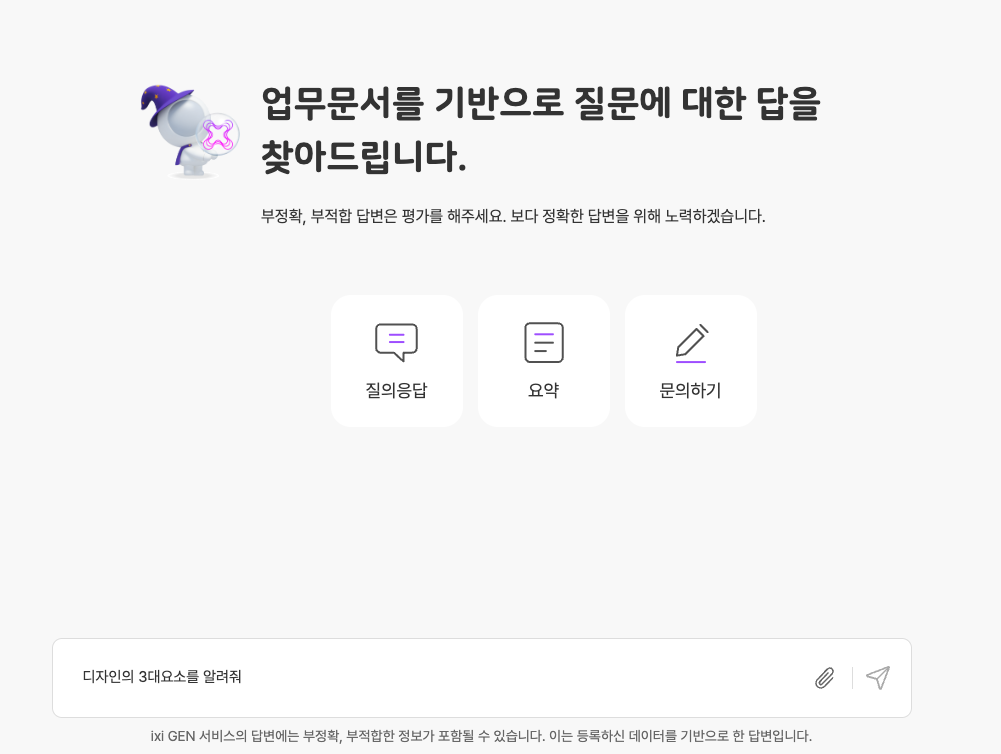 업무문서를 기반으로 질문에 대한 답을
찾아드립니다.
부정확, 부적합 답변은 평가를 해주세요. 보다 정확한 답변을 위해 노력하겠습니다.
질의응답
요약
문의하기
디자인의 3대요소를 알려줘
ixi GEN 서비스의 답변에는 부정확, 부적합한 정보가 포함될 수 있습니다. 이는 등록하신 데이터를 기반으로 한 답변입니다.